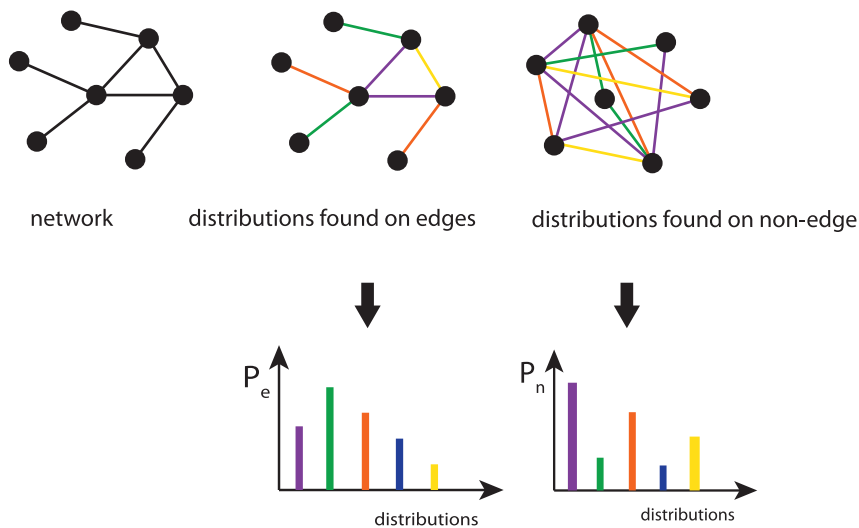 network
distributions found on edges
distributions found on non-edge
Pe
Pn
distributions
distributions